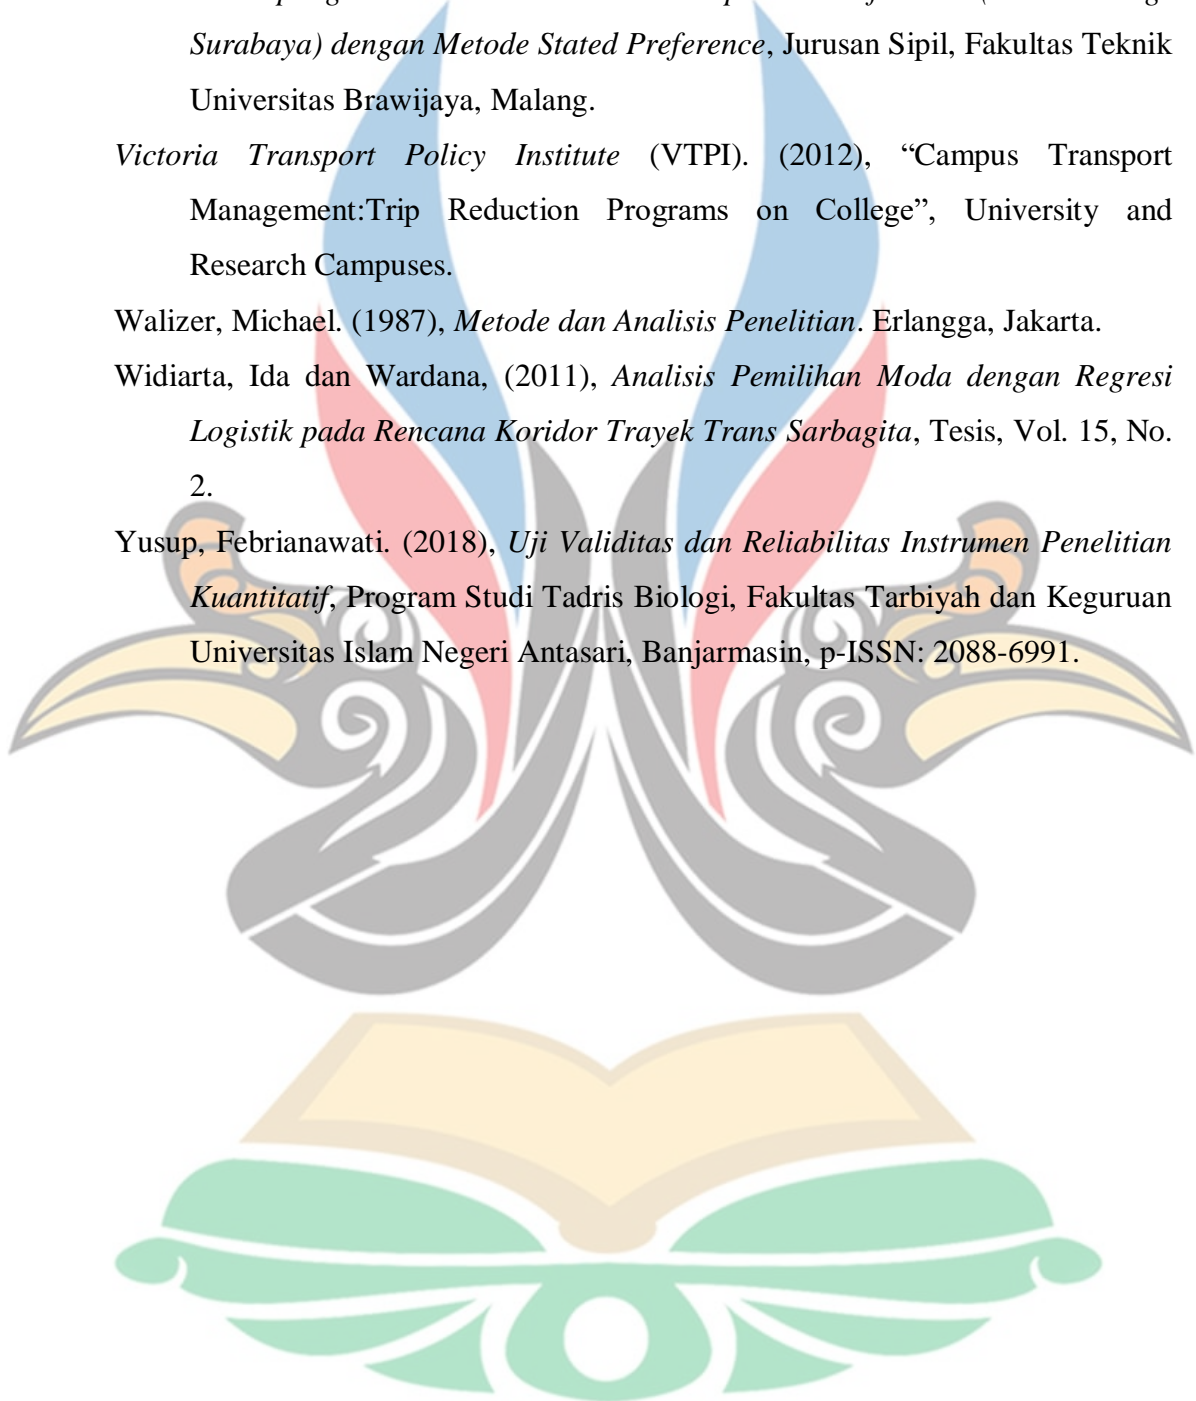 Surabaya) dengan Metode Stated Preference, Jurusan Sipil, Fakultas Teknik
Universitas Brawijaya, Malang.
Victoria Transport Policy Institute (VTPI). (2012), “Campus Transport
Management:Trip Reduction Programs on College”, University and
Research Campuses.
Walizer, Michael. (1987), Metode dan Analisis Penelitian. Erlangga, Jakarta.
Widiarta, Ida dan Wardana, (2011), Analisis Pemilihan Moda dengan Regresi
Logistik pada Rencana Koridor Trayek Trans Sarbagita, Tesis, Vol. 15, No.
2.
Yusup, Febrianawati. (2018), Uji Validitas dan Reliabilitas Instrumen Penelitian
Kuantitatif, Program Studi Tadris Biologi, Fakultas Tarbiyah dan Keguruan
Universitas Islam Negeri Antasari, Banjarmasin, p-ISSN: 2088-6991.